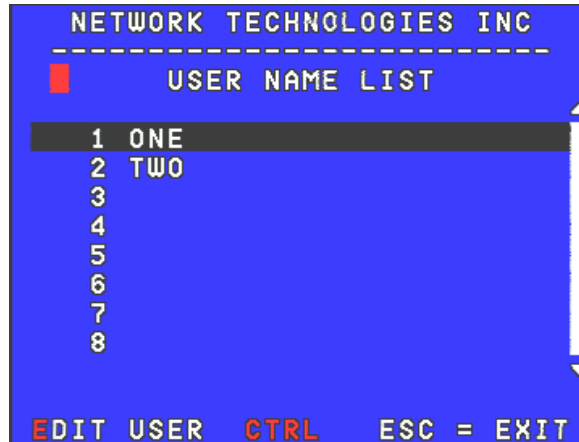 NETWORK TECHNOLOGIES INC
----------------------------
USER NAME LIST
1 ONE
2 TWO
3
4
5
6
7
8
EDIT USER CTRL ESC = EXIT